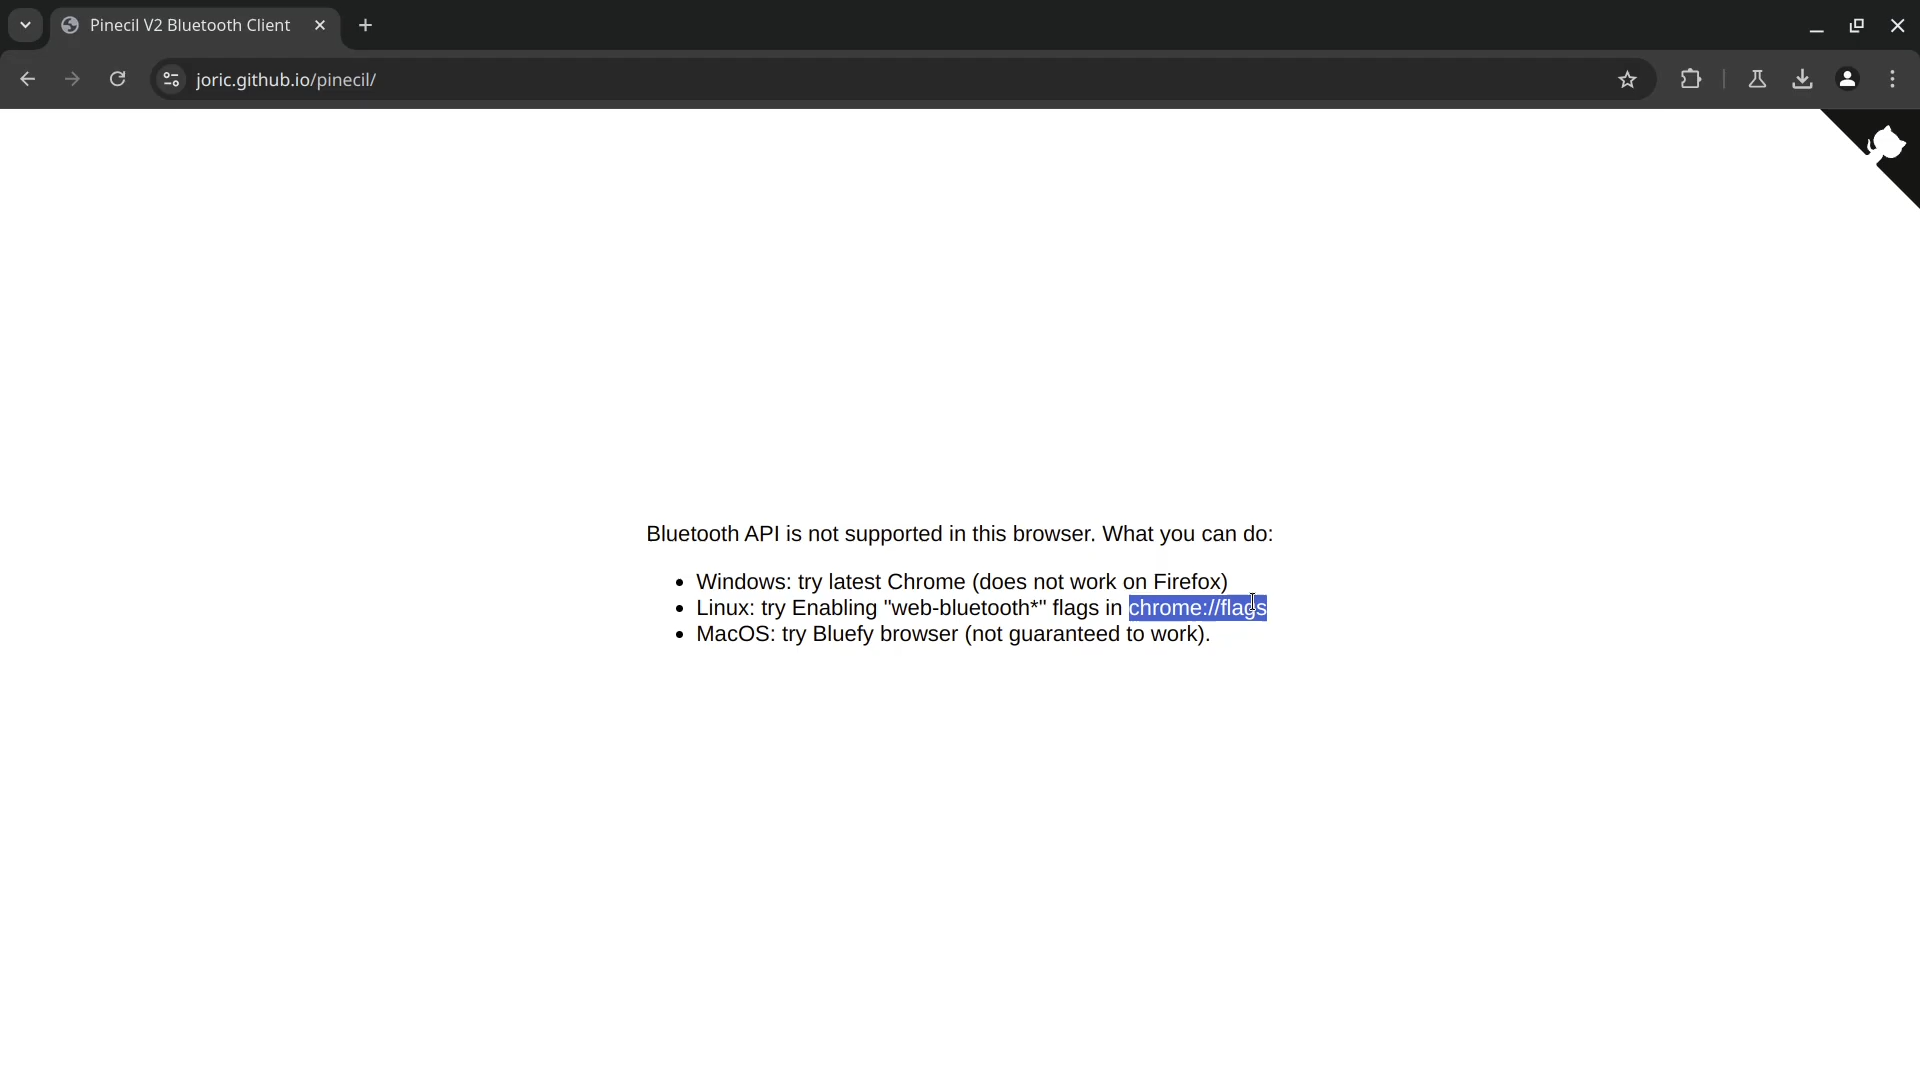 Pinecil V2 Bluetooth Client
joric.github.io/pinecil/
Bluetooth API is not supported in this browser. What you can do:
• Windows: try latest Chrome (does not work on Firefox)
• Linux: try Enabling "web-bluetooth*" flags in chrome://flags
• MacOS: try Bluefy browser (not guaranteed to work).